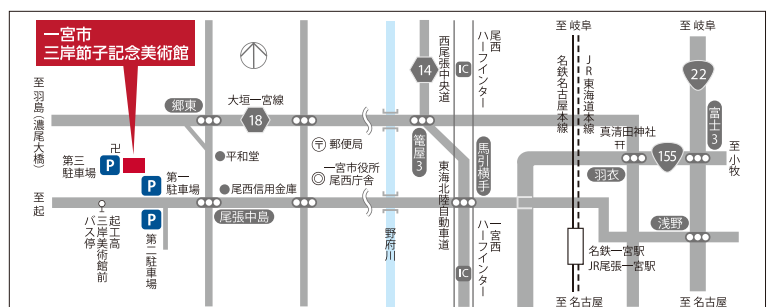 一宮市
三岸節子記念美術館
至羽島（濃尾大橋）
郷東
大垣一宮線
18
14
西尾張中央道
尾西
ハーフインター
IC
至 岐阜
名鉄名古屋本線
JR東海道本線
至 岐阜
22
富士3
至小牧
真清田神社
155
羽衣
卍
P
第三
駐車場
P
第一
駐車場
平和堂
〒郵便局
一宮市役所
尾西庁舎
尾西信用金庫
篭屋3
馬引横手
至起
起工高
三岸美術館前
バス停
P
第二駐車場
尾張中島
野府川
東海北陸自動車道
一宮西
ハーフインター
IC
浅野
名鉄一宮駅
JR尾張一宮駅
至 名古屋
至 名古屋